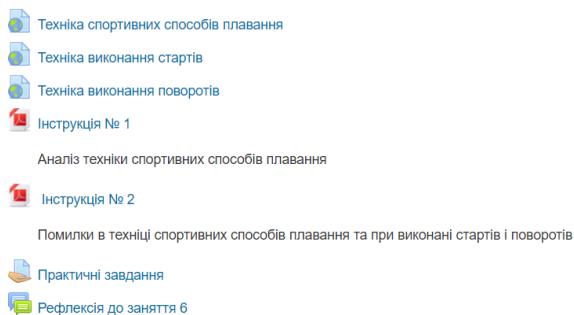 Техніка спортивних способів плавання
Техніка виконання стартів
Техніка виконання поворотів
Інструкція № 1
Аналіз техніки спортивних способів плавання
Інструкція № 2
Помилки в техніці спортивних способів плавання та при виконані стартів і поворотів
Практичні завдання
Рефлексія до заняття 6